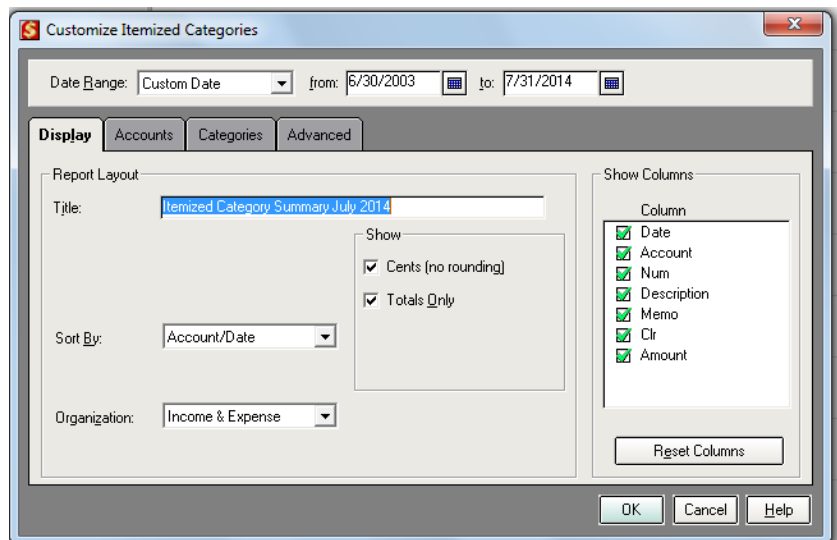 Customize Itemized Categories
Date Range: Custom Date from: 6/30/2003 to: 7/31/2014
Display Accounts Categories Advanced
Report Layout
Title: Itemized Category Summary July 2014
Show
Cents (no rounding)
Totals Only
Sort By: Account/Date
Organization: Income & Expense
Show Columns
Column
Date
Account
Num
Description
Memo
Clr
Amount
Reset Columns
OK Cancel Help